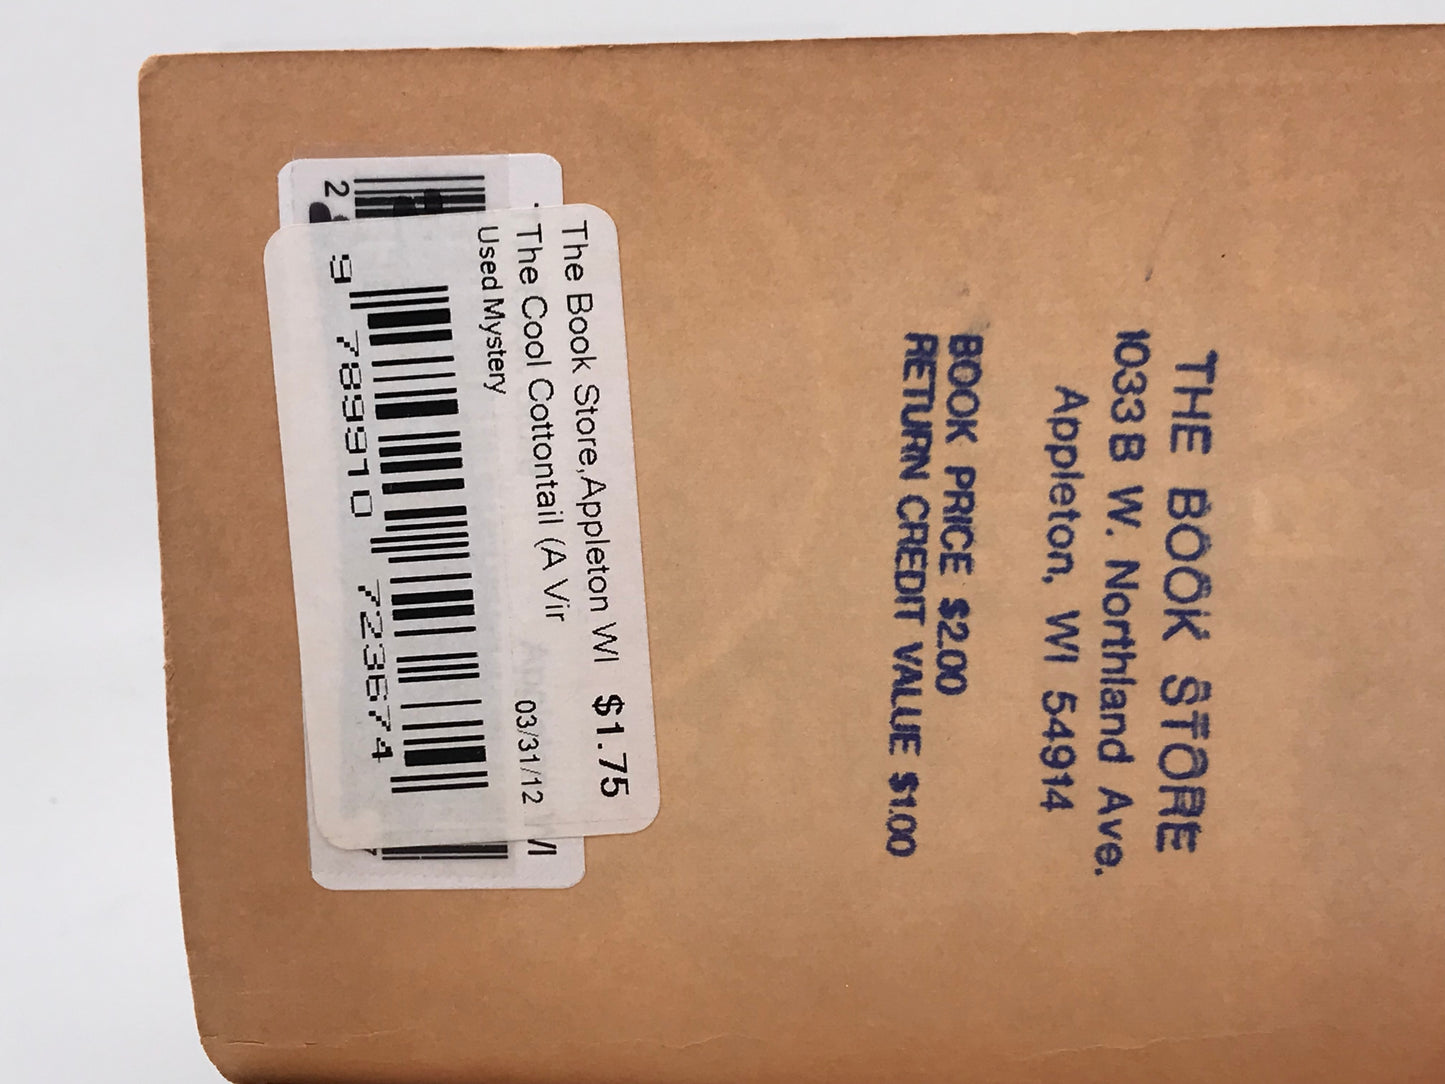 THE BOOK STORE
1033 B W. Northland Ave.
Appleton, WI 54914
BOOK PRICE $2.00
RETURN CREDIT VALUE $1.00
The Book Store,Appleton WI $1.75
The Cool Cottontail (A Vir 03/31/12
Used Mystery
9 789910 723674
2